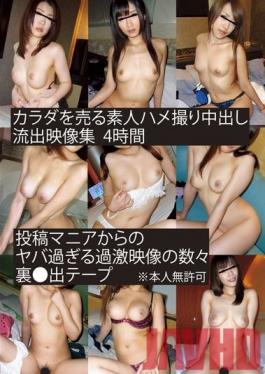 カラダを売る素人ハメ撮り中出し
流出映像集 4時間
投稿マニアからの
ヤバ過ぎる過激映像の数々
裏●出テープ ※本人無許可
JAVHD